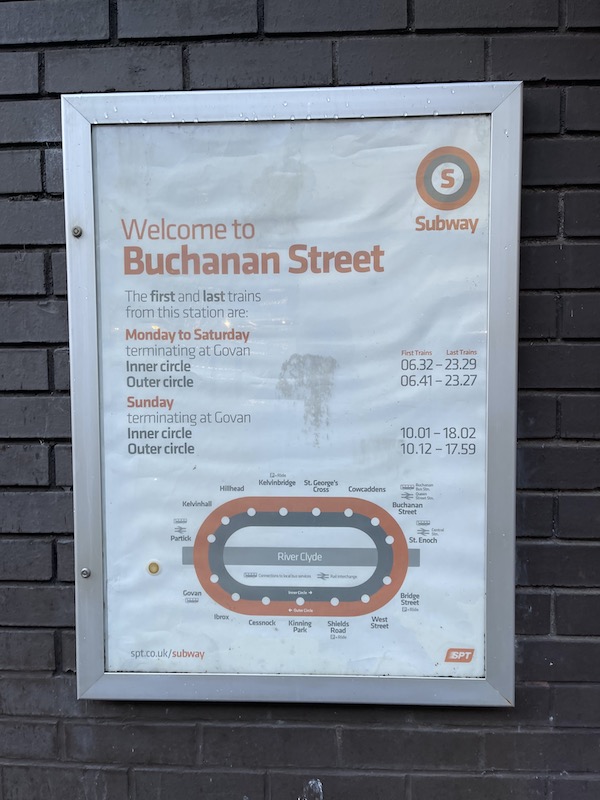 S
Subway
Welcome to
Buchanan Street
The first and last trains
from this station are:
Monday to Saturday
terminating at Govan
First Trains Last Trains
Inner circle 06.32 – 23.29
Outer circle 06.41 – 23.27
Sunday
terminating at Govan
Inner circle 10.01 – 18.02
Outer circle 10.12 – 17.59
Kelvinhall
Hillhead
Kelvinbridge
St. George's
Cross
Cowcaddens
Buchanan
Street
St. Enoch
Partick
River Clyde
Inner Circle
Outer Circle
Govan
Ibrox
Cessnock
Kinning
Park
Shields
Road
West
Street
Bridge
Street
spt.co.uk/subway
SPT